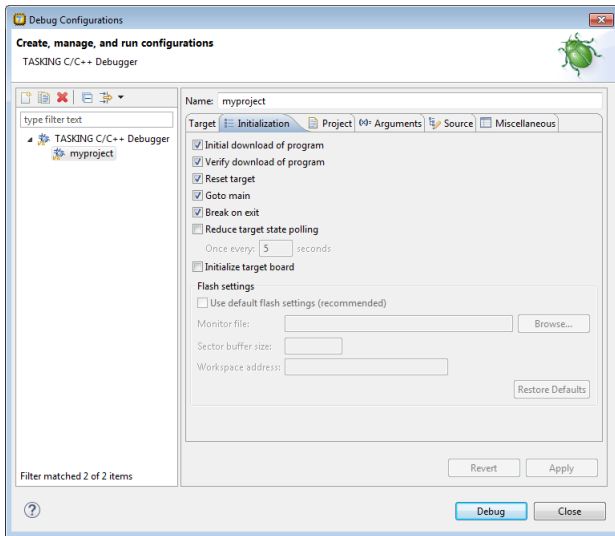 Debug Configurations
Create, manage, and run configurations
TASKING C/C++ Debugger
type filter text
TASKING C/C++ Debugger
myproject
Filter matched 2 of 2 items
Name: myproject
Target Initialization Project (x)= Arguments Source Miscellaneous
Initial download of program
Verify download of program
Reset target
Goto main
Break on exit
Reduce target state polling
Once every: 5 seconds
Initialize target board
Flash settings
Use default flash settings (recommended)
Monitor file: Browse...
Sector buffer size:
Workspace address:
Restore Defaults
Revert Apply
Debug Close